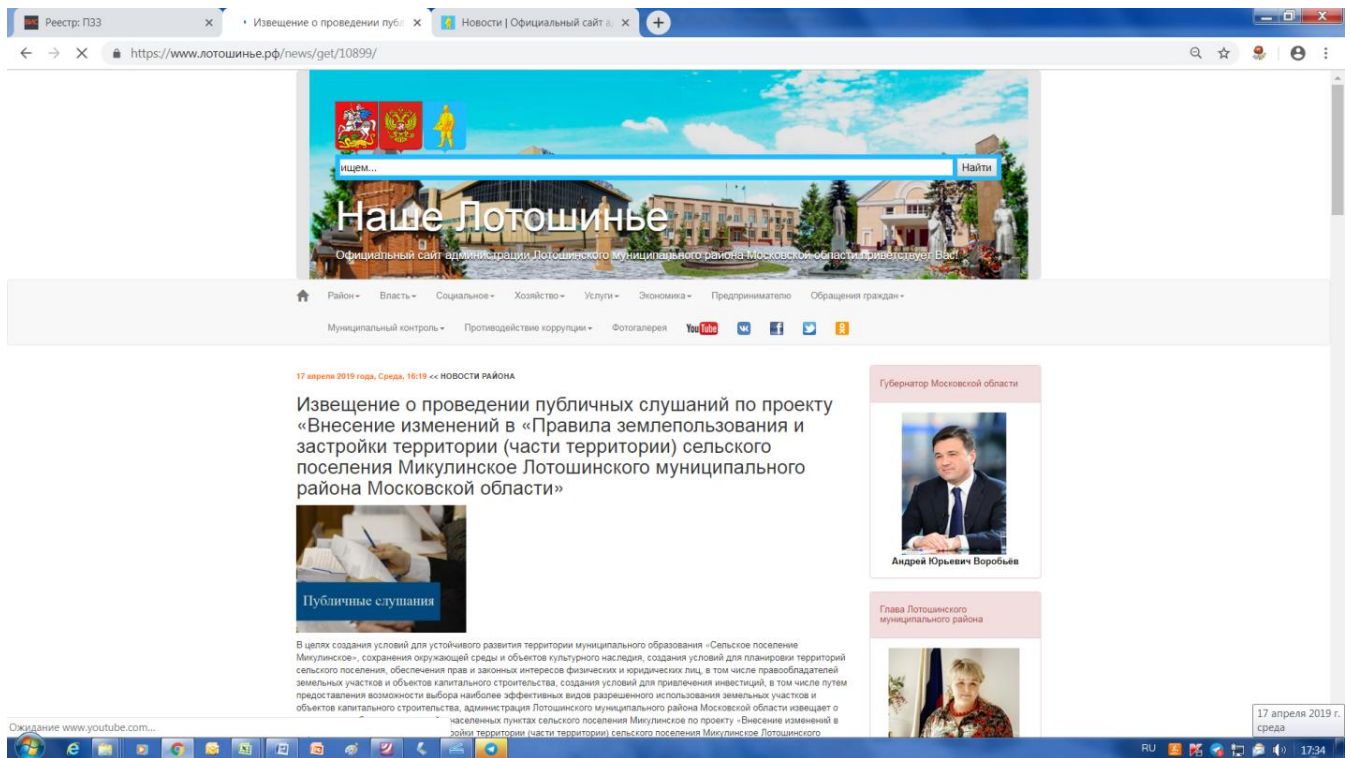 Реестр: ПЗЗ
Извещение о проведении публ
Новости | Официальный сайт а
https://www.лотошинье.рф/news/get/10899/
ищем...
Найти
Наше Лотошинье
Официальный сайт администрации Лотошинского муниципального района Московской области приветствует Вас!
Район Власть Социальное Хозяйство Услуги Экономика Предпринимателю Обращения граждан
Муниципальный контроль Противодействие коррупции Фотогалерея YouTube
17 апреля 2019 года, Среда, 16:19 << НОВОСТИ РАЙОНА
Извещение о проведении публичных слушаний по проекту
«Внесение изменений в «Правила землепользования и
застройки территории (части территории) сельского
поселения Микулинское Лотошинского муниципального
района Московской области»
Публичные слушания
В целях создания условий для устойчивого развития территории муниципального образования «Сельское поселение
Микулинское», сохранения окружающей среды и объектов культурного наследия, создания условий для планировки территорий
сельского поселения, обеспечения прав и законных интересов физических и юридических лиц, в том числе правообладателей
земельных участков и объектов капитального строительства, создания условий для привлечения инвестиций, в том числе путем
предоставления возможности выбора наиболее эффективных видов разрешенного использования земельных участков и
объектов капитального строительства, администрация Лотошинского муниципального района Московской области извещает о
населенных пунктах сельского поселения Микулинское по проекту «Внесение изменений в
территории (части территории) сельского поселения Микулинское Лотошинского
Губернатор Московской области
Андрей Юрьевич Воробьёв
Глава Лотошинского
муниципального района
Ожидание www.youtube.com...
17 апреля 2019 г.
среда
RU
17:34